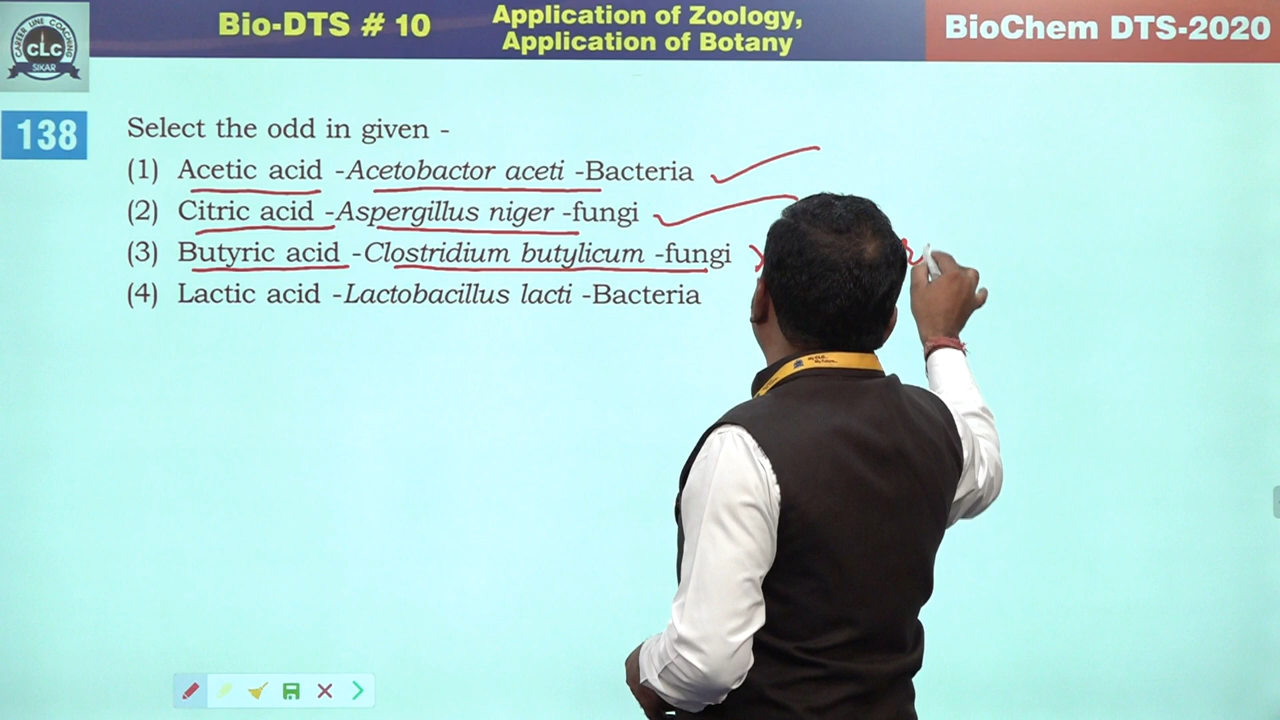 CAREER LINE COACHING
CLC
SIKAR
Bio-DTS # 10
Application of Zoology,
Application of Botany
BioChem DTS-2020
138
Select the odd in given -
(1) Acetic acid -Acetobactor aceti -Bacteria
(2) Citric acid -Aspergillus niger -fungi
(3) Butyric acid -Clostridium butylicum -fungi
(4) Lactic acid -Lactobacillus lacti -Bacteria